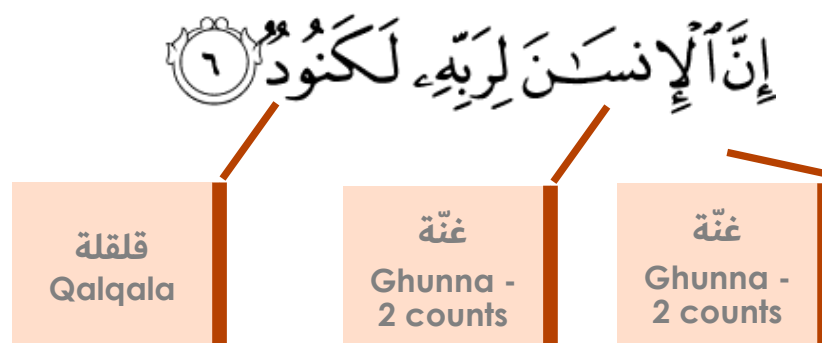 إِنَّ ٱلْإِنسَـٰنَ لِرَبِّهِۦ لَكَنُودٌۭ ٦
غنّة
Ghunna -
2 counts
غنّة
Ghunna -
2 counts
قلقلة
Qalqala